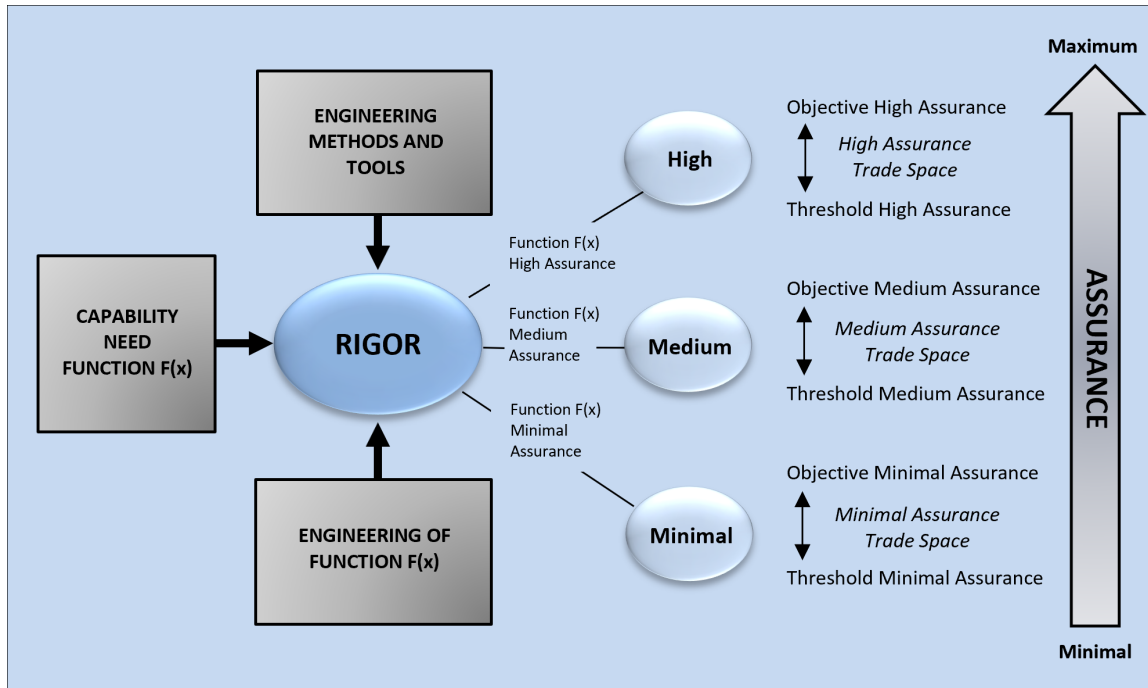 ENGINEERING
METHODS AND
TOOLS
CAPABILITY
NEED
FUNCTION F(x)
RIGOR
ENGINEERING OF
FUNCTION F(x)
Function F(x)
High Assurance
Function F(x)
Medium
Assurance
Function F(x)
Minimal
Assurance
High
Medium
Minimal
Objective High Assurance
High Assurance
Trade Space
Threshold High Assurance
Objective Medium Assurance
Medium Assurance
Trade Space
Threshold Medium Assurance
Objective Minimal Assurance
Minimal Assurance
Trade Space
Threshold Minimal Assurance
Maximum
ASSURANCE
Minimal